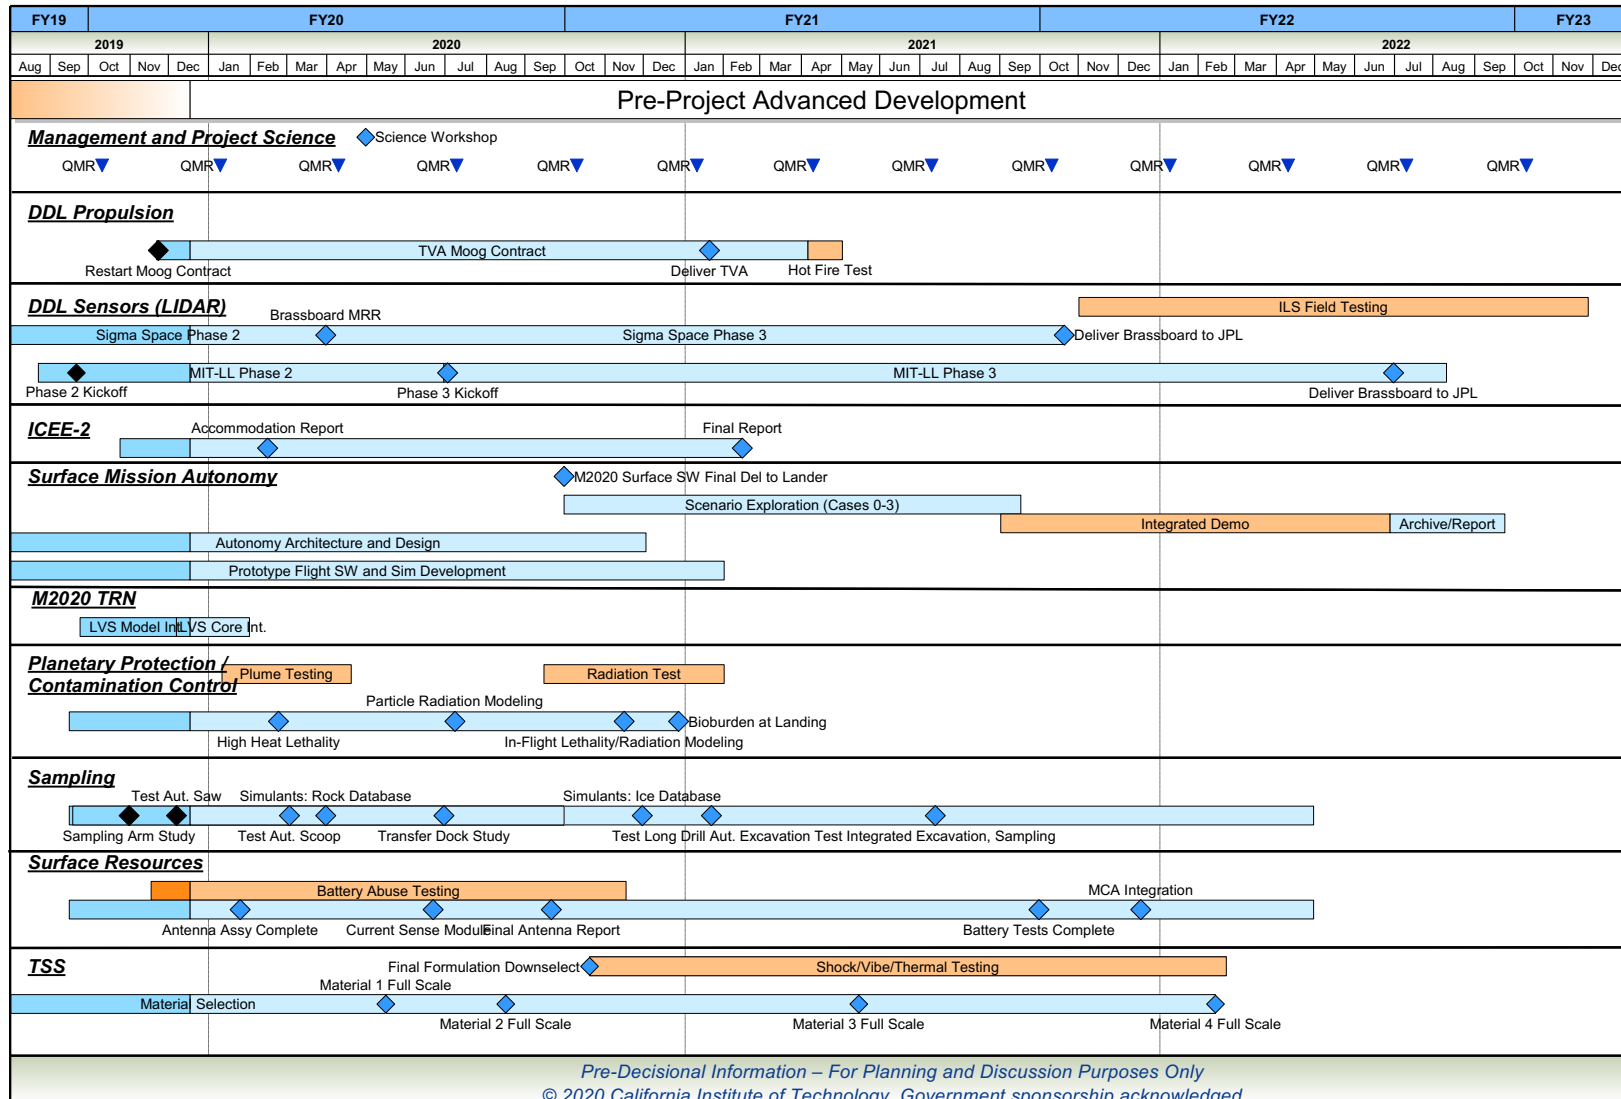 FY19 FY20 FY21 FY22 FY23
2019 2020 2021 2022
Aug Sep Oct Nov Dec Jan Feb Mar Apr May Jun Jul Aug Sep Oct Nov Dec Jan Feb Mar Apr May Jun Jul Aug Sep Oct Nov Dec Jan Feb Mar Apr May Jun Jul Aug Sep Oct Nov Dec
Pre-Project Advanced Development
Management and Project Science
Science Workshop
QMR QMR QMR QMR QMR QMR QMR QMR QMR QMR QMR QMR QMR
DDL Propulsion
TVA Moog Contract
Restart Moog Contract Deliver TVA Hot Fire Test
DDL Sensors (LIDAR)
ILS Field Testing
Brassboard MRR
Sigma Space Phase 2 Sigma Space Phase 3 Deliver Brassboard to JPL
MIT-LL Phase 2 MIT-LL Phase 3
Phase 2 Kickoff Phase 3 Kickoff Deliver Brassboard to JPL
ICEE-2
Accommodation Report Final Report
Surface Mission Autonomy
M2020 Surface SW Final Del to Lander
Scenario Exploration (Cases 0-3)
Integrated Demo Archive/Report
Autonomy Architecture and Design
Prototype Flight SW and Sim Development
M2020 TRN
LVS Model Int. LVS Core Int.
Planetary Protection /
Contamination Control
Plume Testing Radiation Test
Particle Radiation Modeling
Bioburden at Landing
High Heat Lethality In-Flight Lethality/Radiation Modeling
Sampling
Test Aut. Saw Simulants: Rock Database Simulants: Ice Database
Sampling Arm Study Test Aut. Scoop Transfer Dock Study Test Long Drill Aut. Excavation Test Integrated Excavation, Sampling
Surface Resources
Battery Abuse Testing MCA Integration
Antenna Assy Complete Current Sense Module Final Antenna Report Battery Tests Complete
TSS
Final Formulation Downselect Shock/Vibe/Thermal Testing
Material 1 Full Scale
Material Selection
Material 2 Full Scale Material 3 Full Scale Material 4 Full Scale
Pre-Decisional Information – For Planning and Discussion Purposes Only
© 2020 California Institute of Technology. Government sponsorship acknowledged